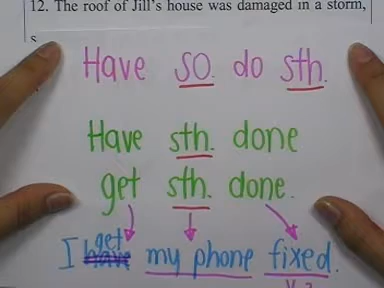 12. The roof of Jill's house was damaged in a storm,
s
Have so. do sth.
Have sth. done
get sth. done.
get
I have my phone fixed.